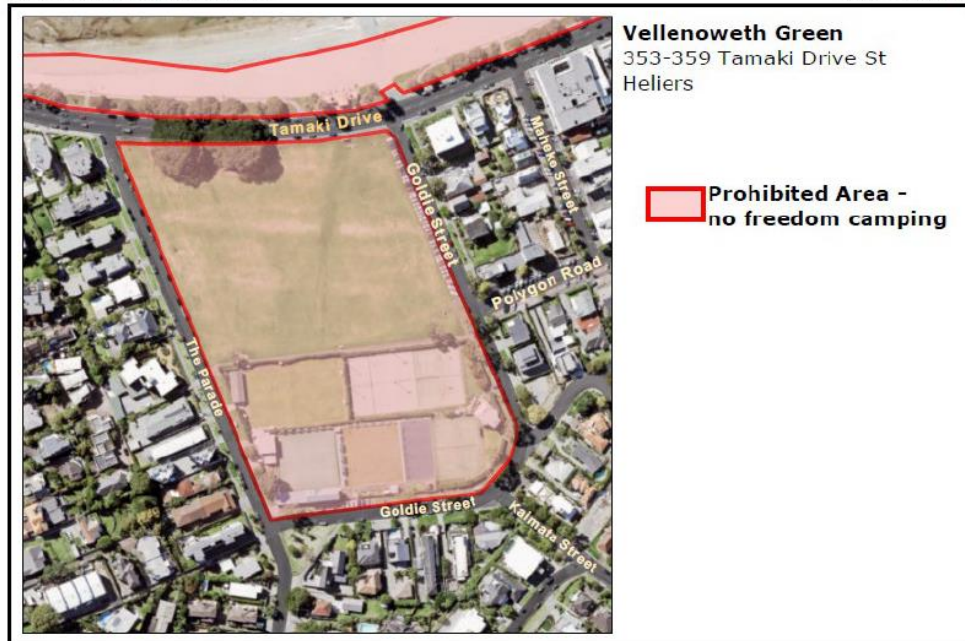 Vellenoweth Green
353-359 Tamaki Drive St
Heliers
Prohibited Area -
no freedom camping
Tamaki Drive
Maheke Street
Goldie Street
Polygon Road
The Parade
Goldie Street
Kalmata Street